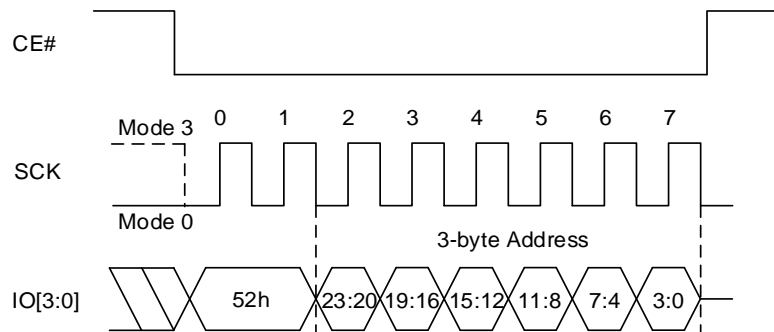 CE#
Mode 3 0 1 2 3 4 5 6 7
SCK
Mode 0
3-byte Address
IO[3:0] 52h 23:20 19:16 15:12 11:8 7:4 3:0